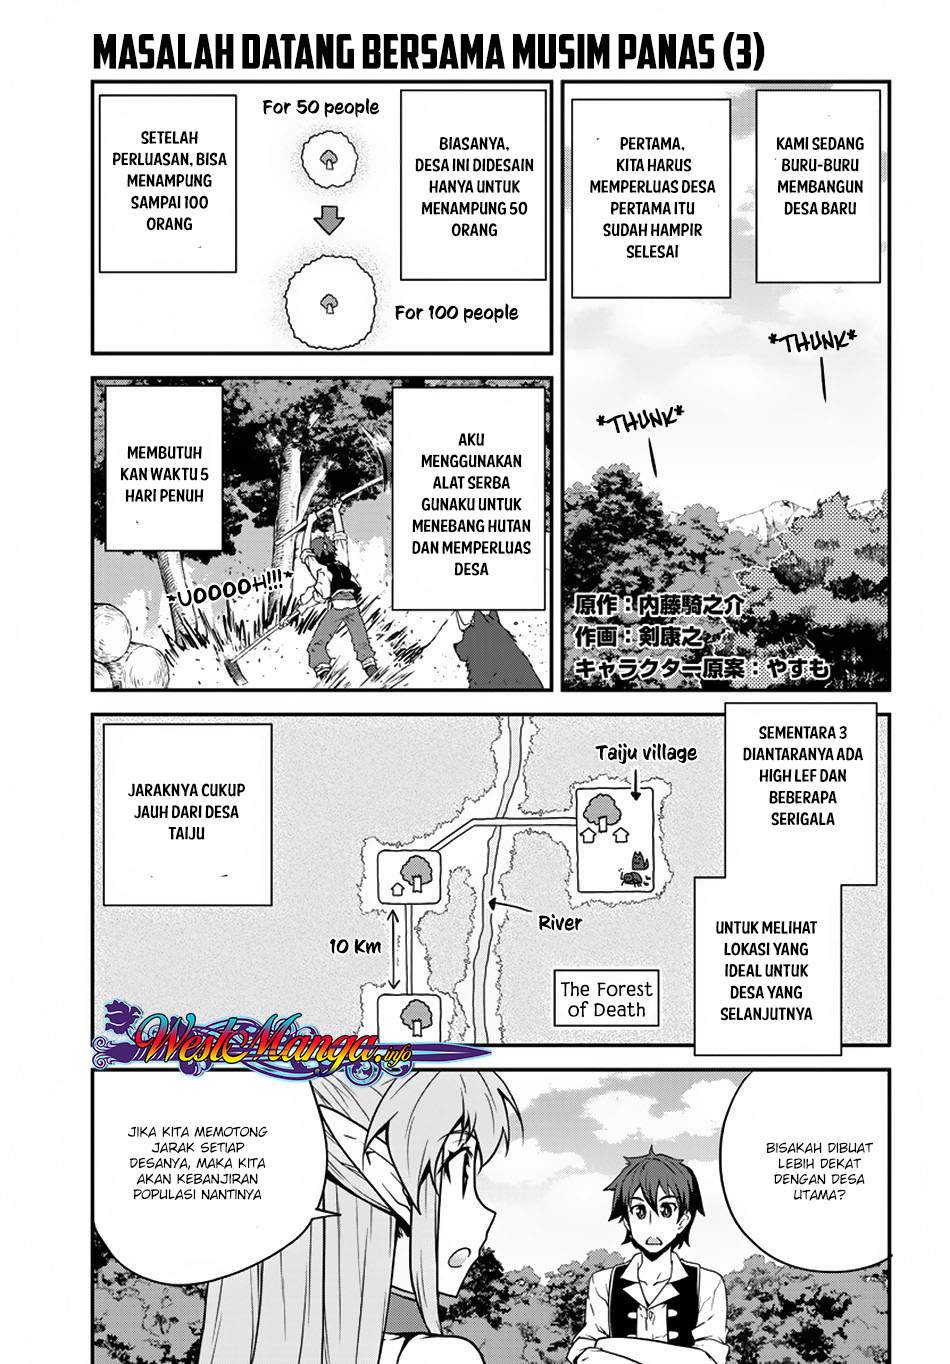 MASALAH DATANG BERSAMA MUSIM PANAS (3)
KAMI SEDANG
BURU-BURU
MEMBANGUN
DESA BARU
PERTAMA,
KITA HARUS
MEMPERLUAS DESA
PERTAMA ITU
SUDAH HAMPIR
SELESAI
*THUNK*
*THUNK*
原作：内藤騎之介
作画：剣康之
キャラクター原案：やすも
BIASANYA,
DESA INI DIDESAIN
HANYA UNTUK
MENAMPUNG 50
ORANG
For 50 people
For 100 people
SETELAH
PERLUASAN, BISA
MENAMPUNG
SAMPAI 100
ORANG
AKU
MENGGUNAKAN
ALAT SERBA
GUNAKU UNTUK
MENEBANG HUTAN
DAN MEMPERLUAS
DESA
MEMBUTUH
KAN WAKTU 5
HARI PENUH
*UOOOOH!!!*
SEMENTARA 3
DIANTARANYA ADA
HIGH LEF DAN
BEBERAPA
SERIGALA
UNTUK MELIHAT
LOKASI YANG
IDEAL UNTUK
DESA YANG
SELANJUTNYA
Taiju village
River
10 Km
The Forest
of Death
JARAKNYA CUKUP
JAUH DARI DESA
TAIJU
WestManga.info
BISAKAH DIBUAT
LEBIH DEKAT
DENGAN DESA
UTAMA?
JIKA KITA MEMOTONG
JARAK SETIAP
DESANYA, MAKA KITA
AKAN KEBANJIRAN
POPULASI NANTINYA